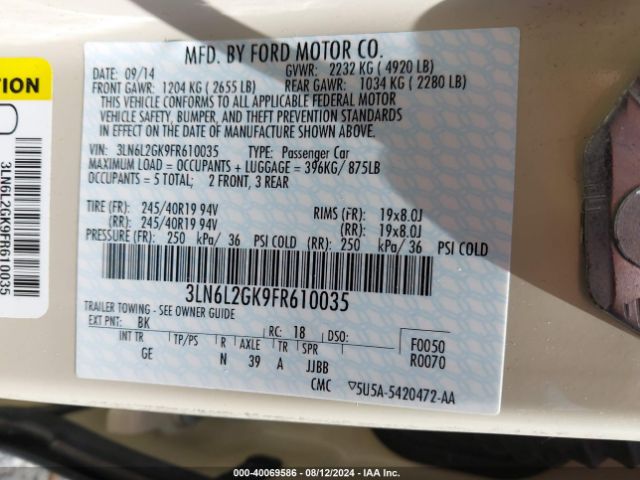 MFD. BY FORD MOTOR CO.
DATE: 09/14 GVWR: 2232 KG ( 4920 LB)
FRONT GAWR: 1204 KG ( 2655 LB) REAR GAWR: 1034 KG ( 2280 LB)
THIS VEHICLE CONFORMS TO ALL APPLICABLE FEDERAL MOTOR
VEHICLE SAFETY, BUMPER, AND THEFT PREVENTION STANDARDS
IN EFFECT ON THE DATE OF MANUFACTURE SHOWN ABOVE.
VIN: 3LN6L2GK9FR610035 TYPE: Passenger Car
MAXIMUM LOAD = OCCUPANTS + LUGGAGE = 396KG/ 875LB
OCCUPANTS = 5 TOTAL; 2 FRONT, 3 REAR
TIRE (FR): 245/40R19 94V RIMS (FR): 19x8.0J
(RR): 245/40R19 94V (RR): 19x8.0J
PRESSURE (FR): 250 kPa/ 36 PSI COLD (RR): 250 kPa/ 36 PSI COLD
3LN6L2GK9FR610035
TRAILER TOWING - SEE OWNER GUIDE
EXT PNT: BK RC: 18 DSO: F0050
INT TR TP/PS R AXLE TR SPR R0070
GE N 39 A JJBB
CMC ▽5U5A-5420472-AA
TION
3LN6L2GK9FR610035
000-40069586 - 08/12/2024 - IAA Inc.